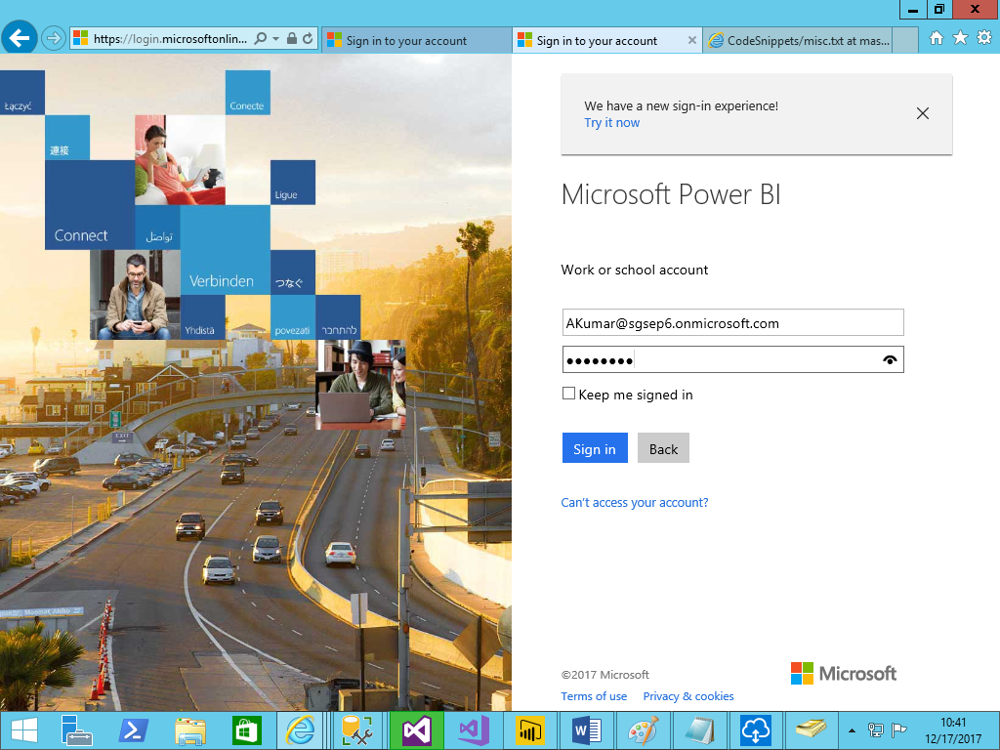 https://login.microsoftonlin...
Sign in to your account
Sign in to your account
CodeSnippets/misc.txt at mas...
Łączyć
Conecte
連接
Ligue
Connect
تواصل
Verbinden
つなぐ
Yhdistä
povezati
להתחבר
EXIT
We have a new sign-in experience!
Try it now
Microsoft Power BI
Work or school account
AKumar@sgsep6.onmicrosoft.com
Keep me signed in
Sign in
Back
Can't access your account?
©2017 Microsoft
Microsoft
Terms of use
Privacy & cookies
10:41
12/17/2017